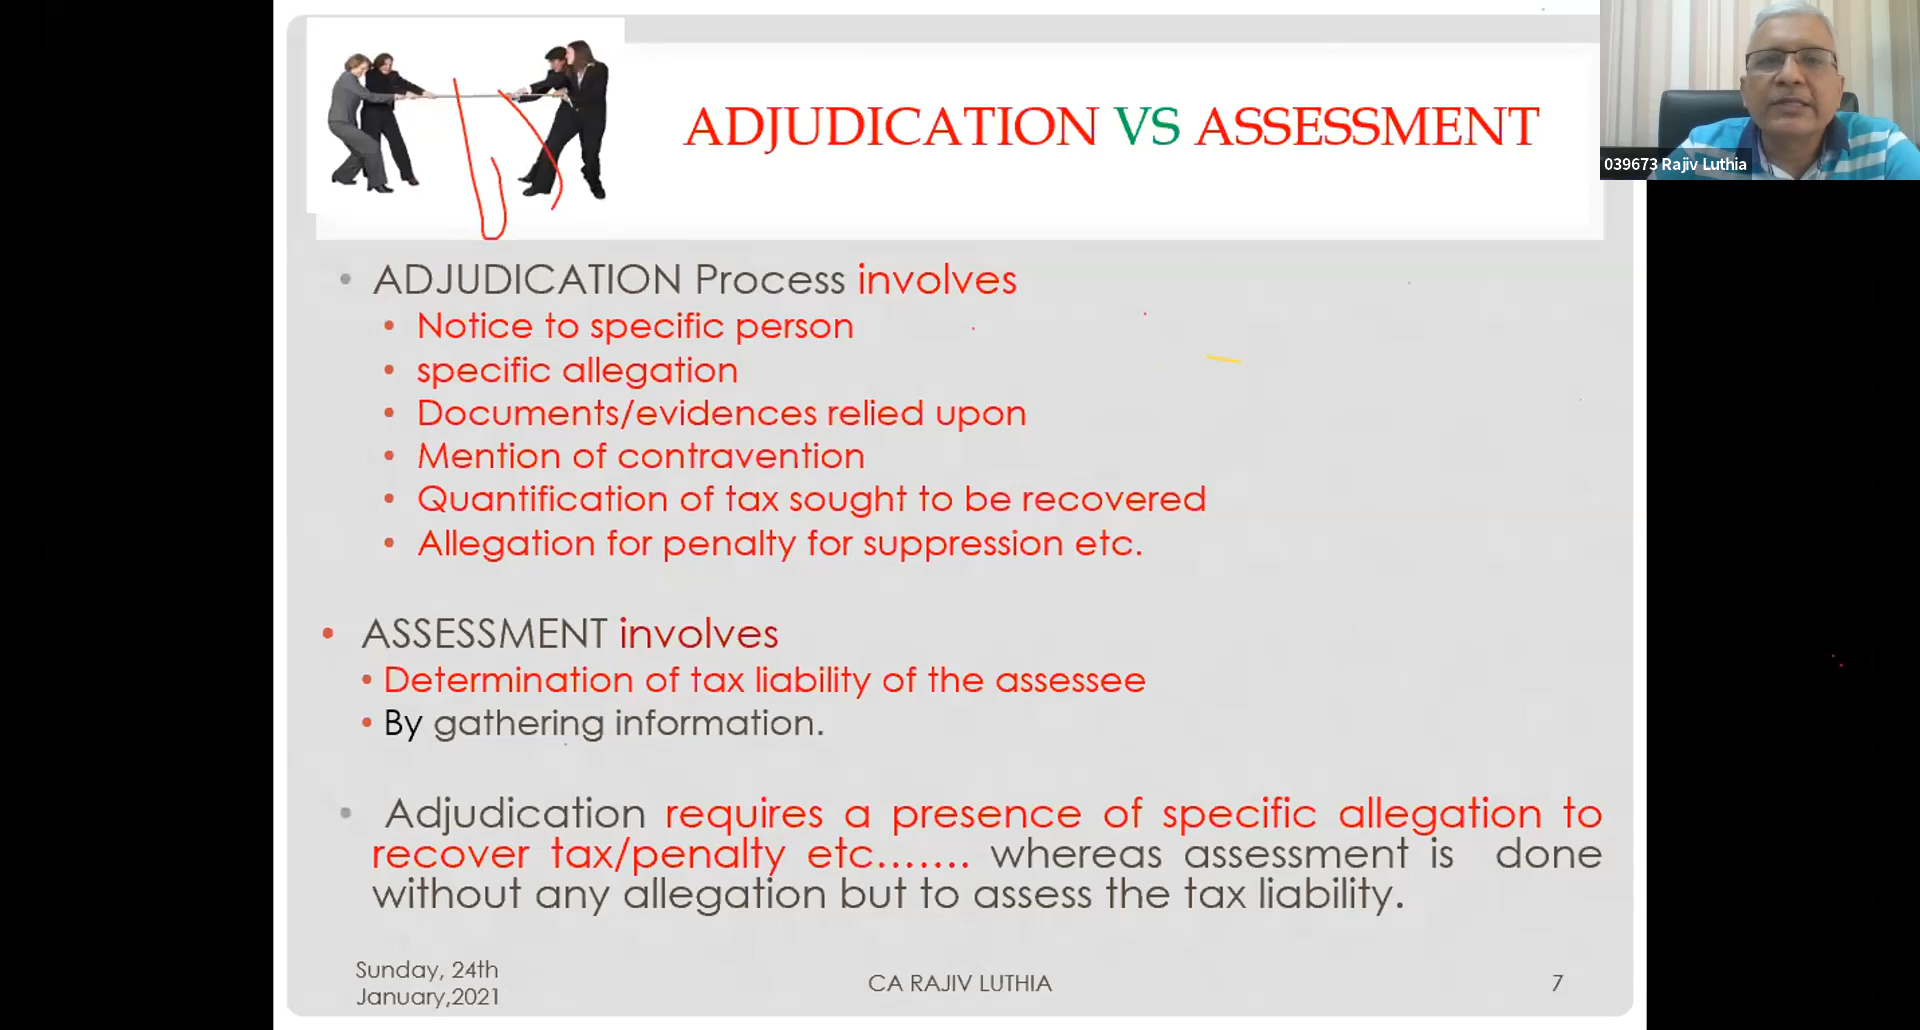 ADJUDICATION VS ASSESSMENT
039673 Rajiv Luthia
• ADJUDICATION Process involves
• Notice to specific person
• specific allegation
• Documents/evidences relied upon
• Mention of contravention
• Quantification of tax sought to be recovered
• Allegation for penalty for suppression etc.
• ASSESSMENT involves
• Determination of tax liability of the assessee
• By gathering information.
• Adjudication requires a presence of specific allegation to
recover tax/penalty etc....... whereas assessment is done
without any allegation but to assess the tax liability.
Sunday, 24th
January,2021
CA RAJIV LUTHIA
7